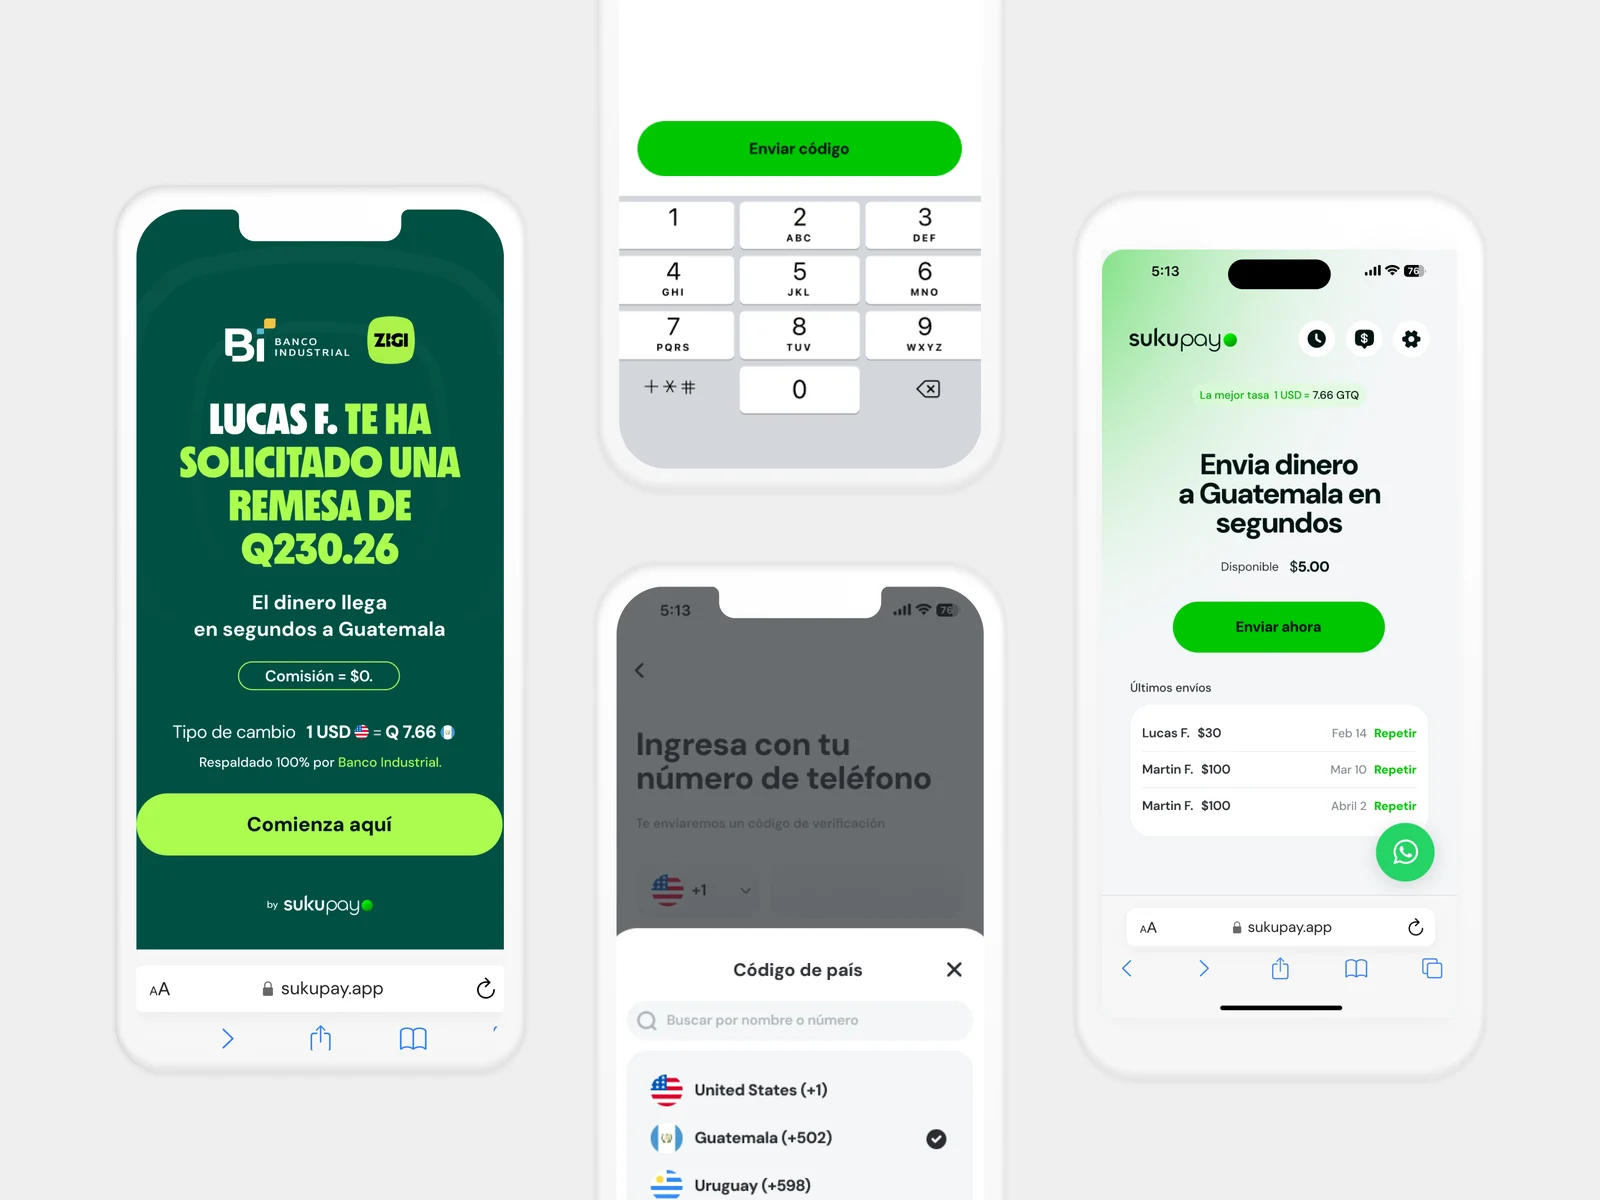 Bi BANCO
INDUSTRIAL
ZIGI
LUCAS F. TE HA
SOLICITADO UNA
REMESA DE
Q230.26
El dinero llega
en segundos a Guatemala
Comisión = $0.
Tipo de cambio 1 USD = Q 7.66
Respaldado 100% por Banco Industrial.
Comienza aquí
by sukupay
AA sukupay.app
Enviar código
1 2 3
ABC DEF
4 5 6
GHI JKL MNO
7 8 9
PQRS TUV WXYZ
+*# 0
5:13 76
Ingresa con tu
número de teléfono
Te enviaremos un código de verificación
+1
Código de país
Buscar por nombre o número
United States (+1)
Guatemala (+502)
Uruguay (+598)
5:13 76
sukupay
La mejor tasa 1 USD = 7.66 GTQ
Envia dinero
a Guatemala en
segundos
Disponible $5.00
Enviar ahora
Últimos envíos
Lucas F. $30 Feb 14 Repetir
Martin F. $100 Mar 10 Repetir
Martin F. $100 Abril 2 Repetir
AA sukupay.app